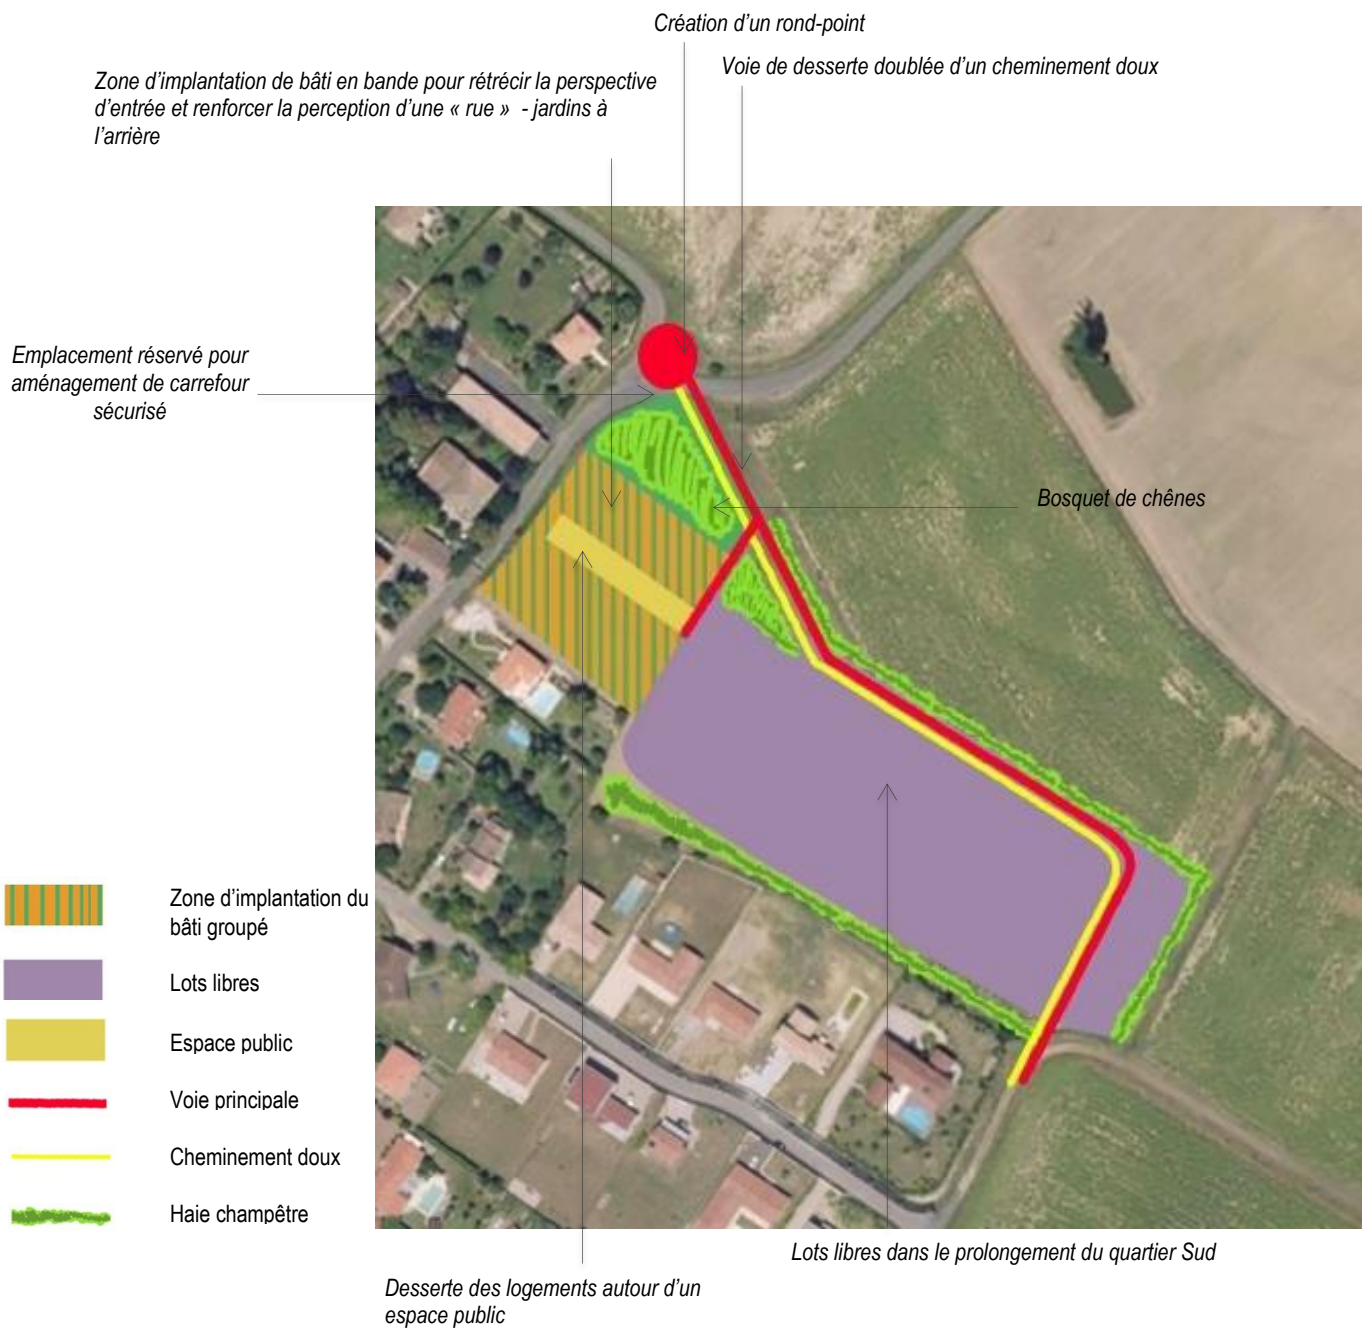 Création d’un rond-point
Voie de desserte doublée d’un cheminement doux
Zone d’implantation de bâti en bande pour rétrécir la perspective
d’entrée et renforcer la perception d’une « rue »  - jardins à
l’arrière
Emplacement réservé pour
aménagement de carrefour
sécurisé
Bosquet de chênes
Zone d’implantation du
bâti groupé
Lots libres
Espace public
Voie principale
Cheminement doux
Haie champêtre
Lots libres dans le prolongement du quartier Sud
Desserte des logements autour d’un
espace public